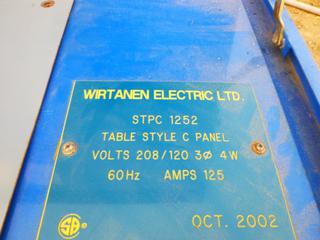 WIRTANEN ELECTRIC LTD.
STPC 1252
TABLE STYLE C PANEL
VOLTS 208/120 3Ø 4W
60Hz AMPS 125
OCT. 2002